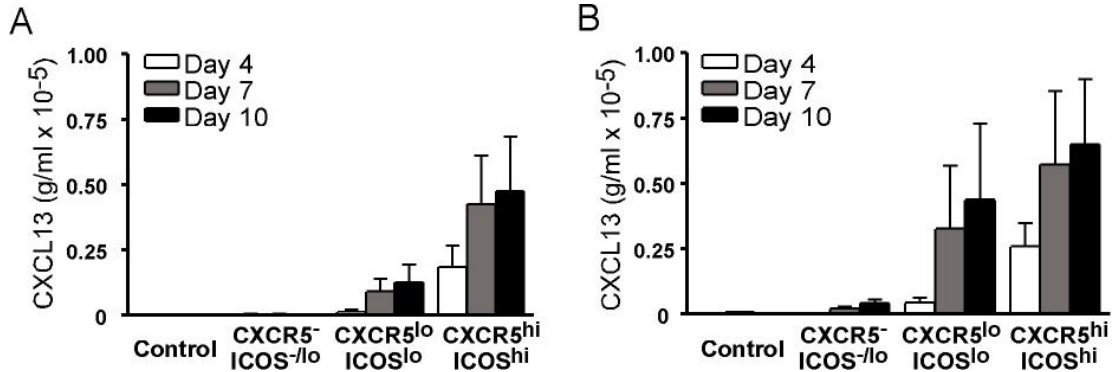 A
CXCL13 (g/ml x 10⁻⁵)
1.00
0.75
0.50
0.25
0
Day 4
Day 7
Day 10
Control
CXCR5⁻
ICOS⁻/ˡᵒ
CXCR5ˡᵒ
ICOSˡᵒ
CXCR5ʰⁱ
ICOSʰⁱ
B
CXCL13 (g/ml x 10⁻⁵)
1.00
0.75
0.50
0.25
0
Day 4
Day 7
Day 10
Control
CXCR5⁻
ICOS⁻/ˡᵒ
CXCR5ˡᵒ
ICOSˡᵒ
CXCR5ʰⁱ
ICOSʰⁱ